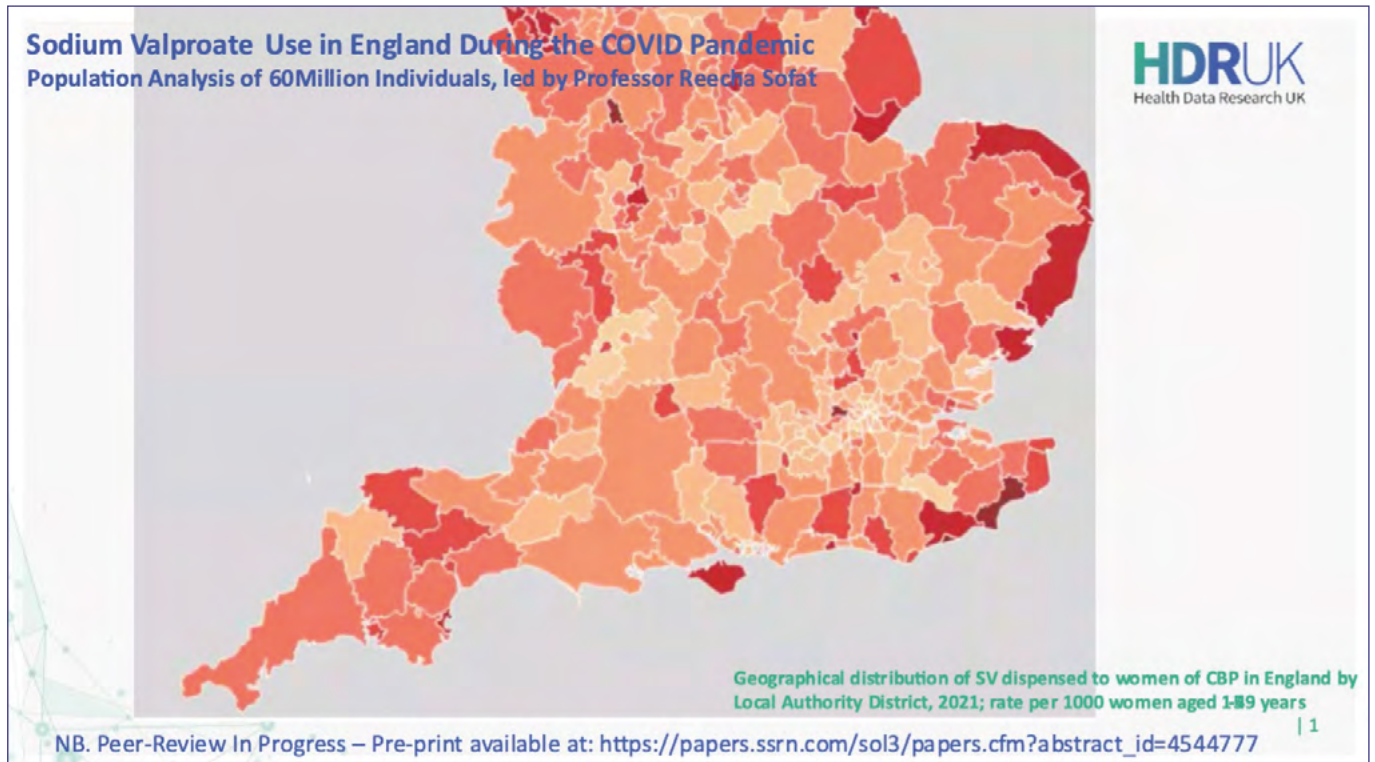 Sodium Valproate Use in England During the COVID Pandemic
Population Analysis of 60Million Individuals, led by Professor Reecha Sofat
HDRUK
Health Data Research UK
Geographical distribution of SV dispensed to women of CBP in England by
Local Authority District, 2021; rate per 1000 women aged years
| 1
NB. Peer-Review In Progress – Pre-print available at: https://papers.ssrn.com/sol3/papers.cfm?abstract_id=4544777